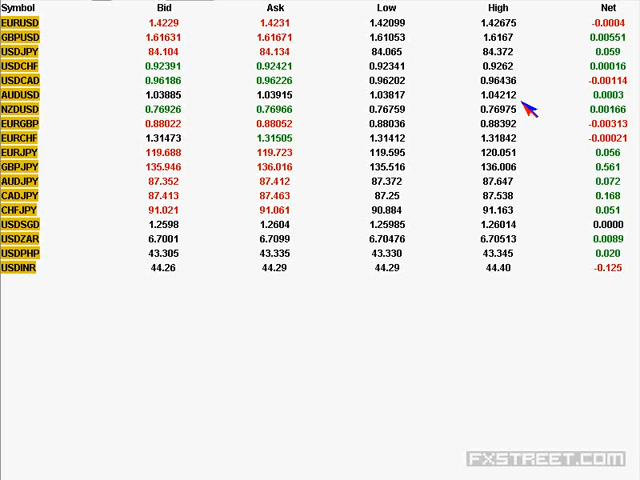 Symbol Bid Ask Low High Net
EURUSD 1.4229 1.4231 1.42099 1.42675 -0.0004
GBPUSD 1.61631 1.61671 1.61053 1.6167 0.00551
USDJPY 84.104 84.134 84.065 84.372 0.059
USDCHF 0.92391 0.92421 0.92341 0.9262 0.00016
USDCAD 0.96186 0.96226 0.96202 0.96436 -0.00114
AUDUSD 1.03885 1.03915 1.03817 1.04212 0.0003
NZDUSD 0.76926 0.76966 0.76759 0.76975 0.00166
EURGBP 0.88022 0.88052 0.88036 0.88392 -0.00313
EURCHF 1.31473 1.31505 1.31412 1.31842 -0.00021
EURJPY 119.688 119.723 119.595 120.051 0.056
GBPJPY 135.946 136.016 135.516 136.006 0.561
AUDJPY 87.352 87.412 87.372 87.647 0.072
CADJPY 87.413 87.463 87.25 87.538 0.168
CHFJPY 91.021 91.061 90.884 91.163 0.051
USDSGD 1.2598 1.2604 1.25985 1.26014 0.0000
USDZAR 6.7001 6.7099 6.70476 6.70513 0.0089
USDPHP 43.305 43.335 43.330 43.345 0.020
USDINR 44.26 44.29 44.29 44.40 -0.125
FXSTREET.COM